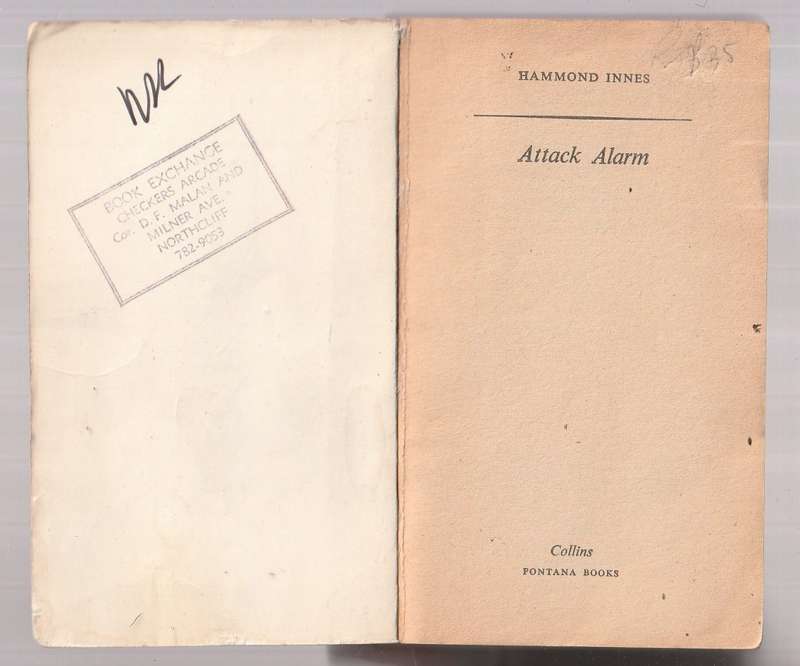 BOOK EXCHANGE
CHECKERS ARCADE
Cor. D. F. MALAN AND
MILNER AVE.
NORTHCLIFF
782-9053
HAMMOND INNES
Attack Alarm
Collins
FONTANA BOOKS